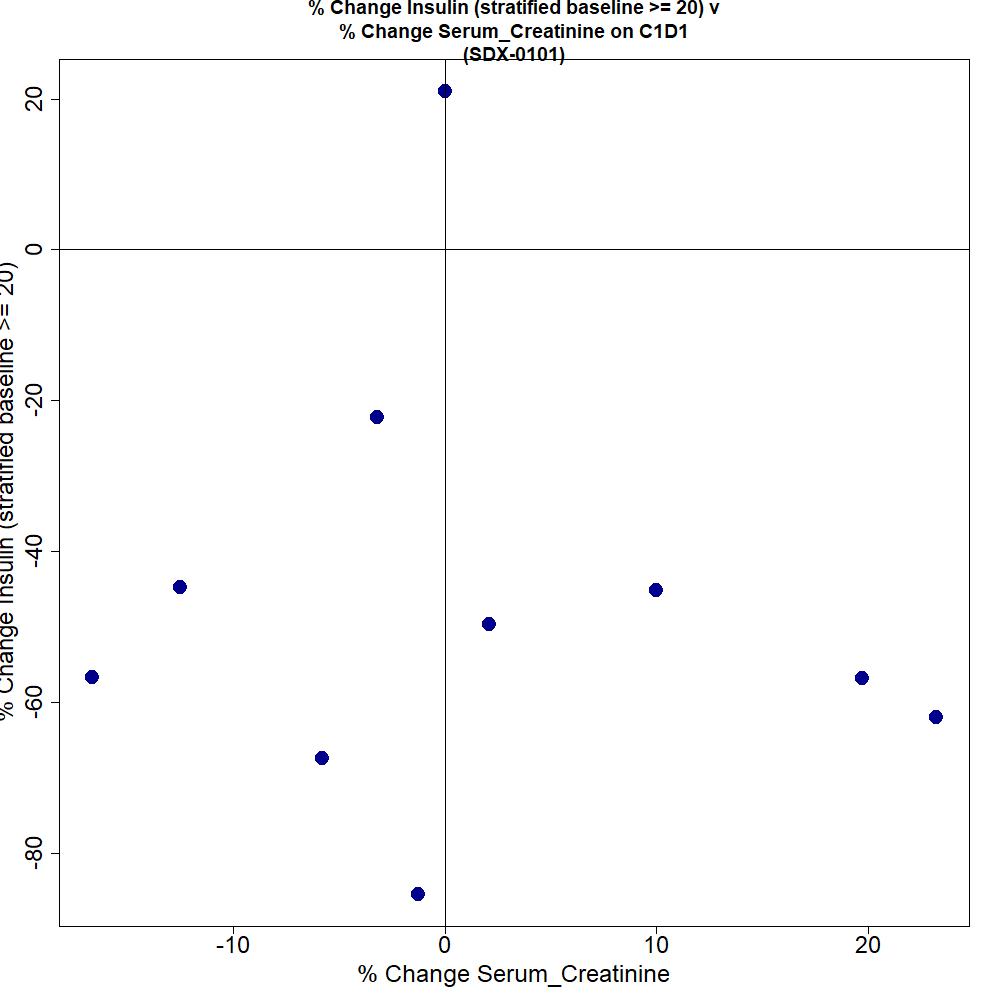 % Change Insulin (stratified baseline >= 20) v
% Change Serum_Creatinine on C1D1
(SDX-0101)
% Change Insulin (stratified baseline >= 20)
20
0
-20
-40
-60
-80
-10
0
10
20
% Change Serum_Creatinine